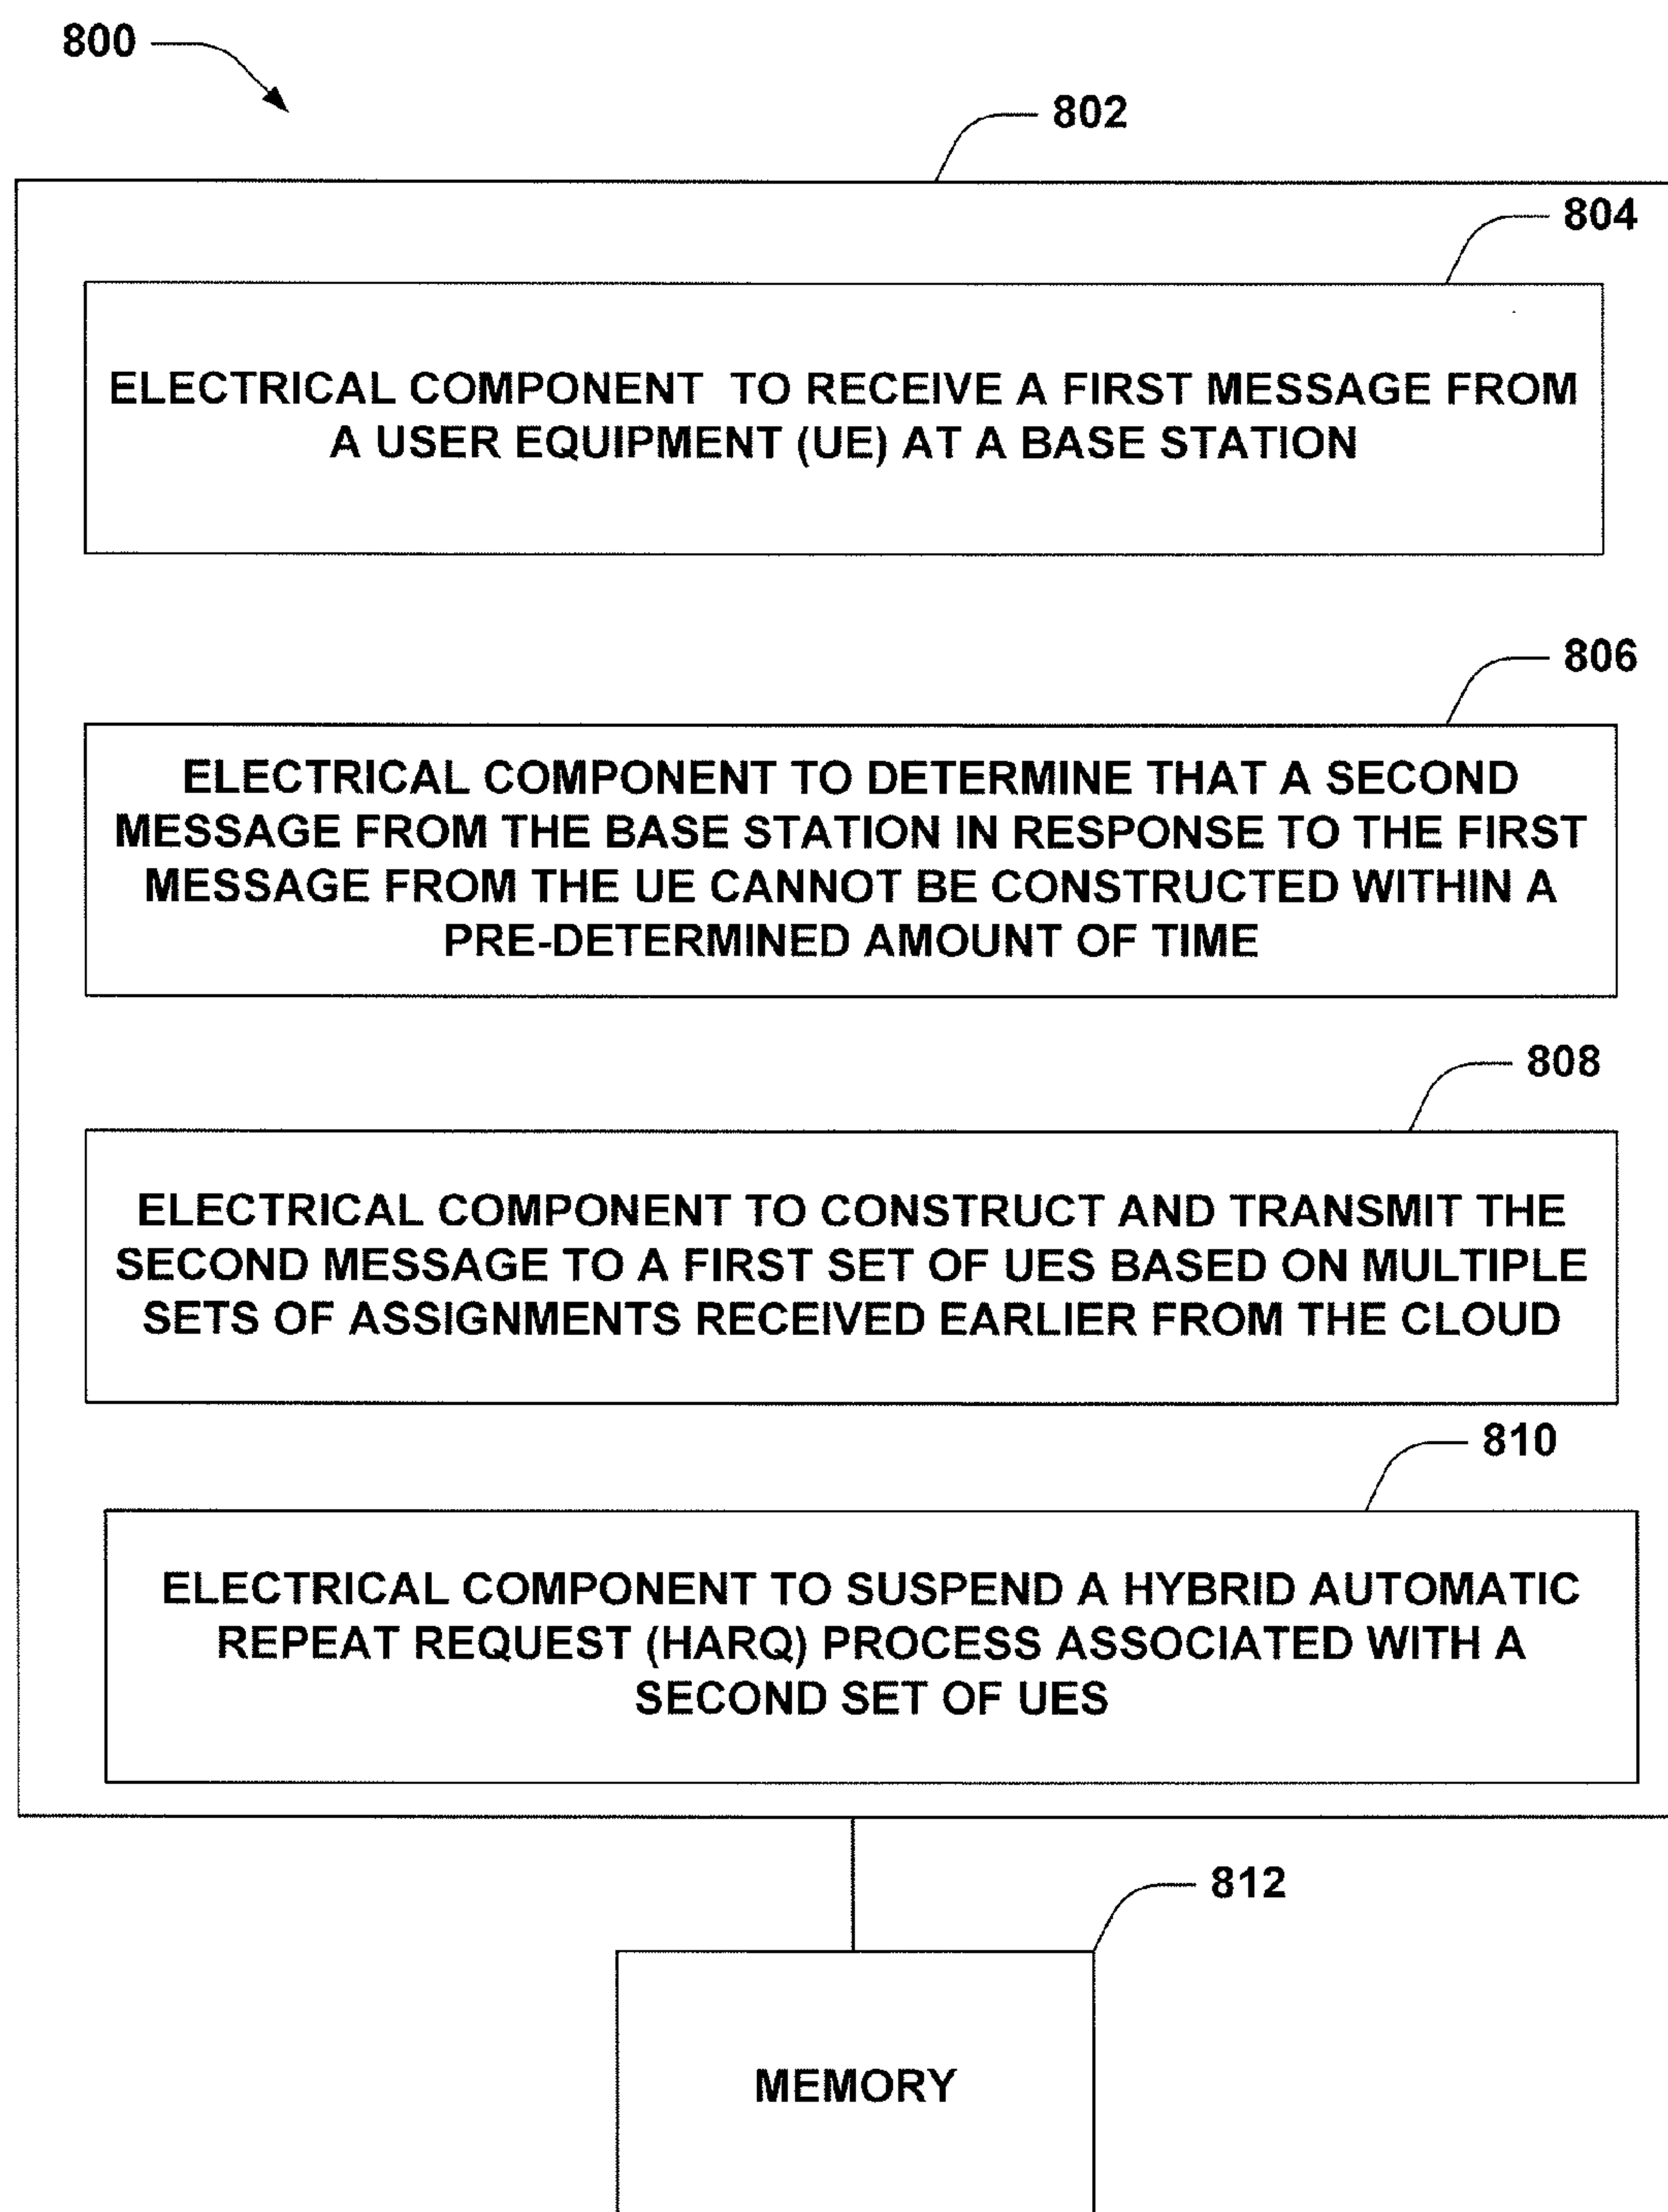 800
802
804
ELECTRICAL COMPONENT TO RECEIVE A FIRST MESSAGE FROM
A USER EQUIPMENT (UE) AT A BASE STATION
806
ELECTRICAL COMPONENT TO DETERMINE THAT A SECOND
MESSAGE FROM THE BASE STATION IN RESPONSE TO THE FIRST
MESSAGE FROM THE UE CANNOT BE CONSTRUCTED WITHIN A
PRE-DETERMINED AMOUNT OF TIME
808
ELECTRICAL COMPONENT TO CONSTRUCT AND TRANSMIT THE
SECOND MESSAGE TO A FIRST SET OF UES BASED ON MULTIPLE
SETS OF ASSIGNMENTS RECEIVED EARLIER FROM THE CLOUD
810
ELECTRICAL COMPONENT TO SUSPEND A HYBRID AUTOMATIC
REPEAT REQUEST (HARQ) PROCESS ASSOCIATED WITH A
SECOND SET OF UES
812
MEMORY